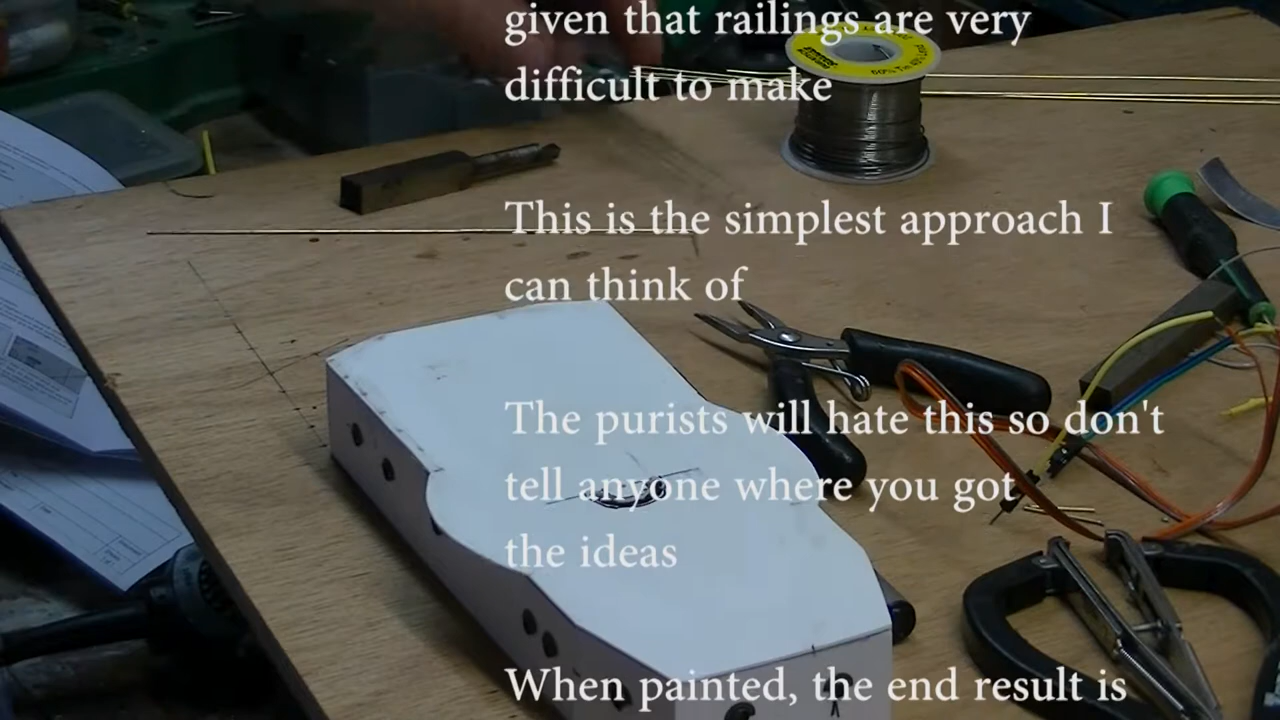 given that railings are very
difficult to make
This is the simplest approach I
can think of
The purists will hate this so don't
tell anyone where you got
the ideas
When painted, the end result is